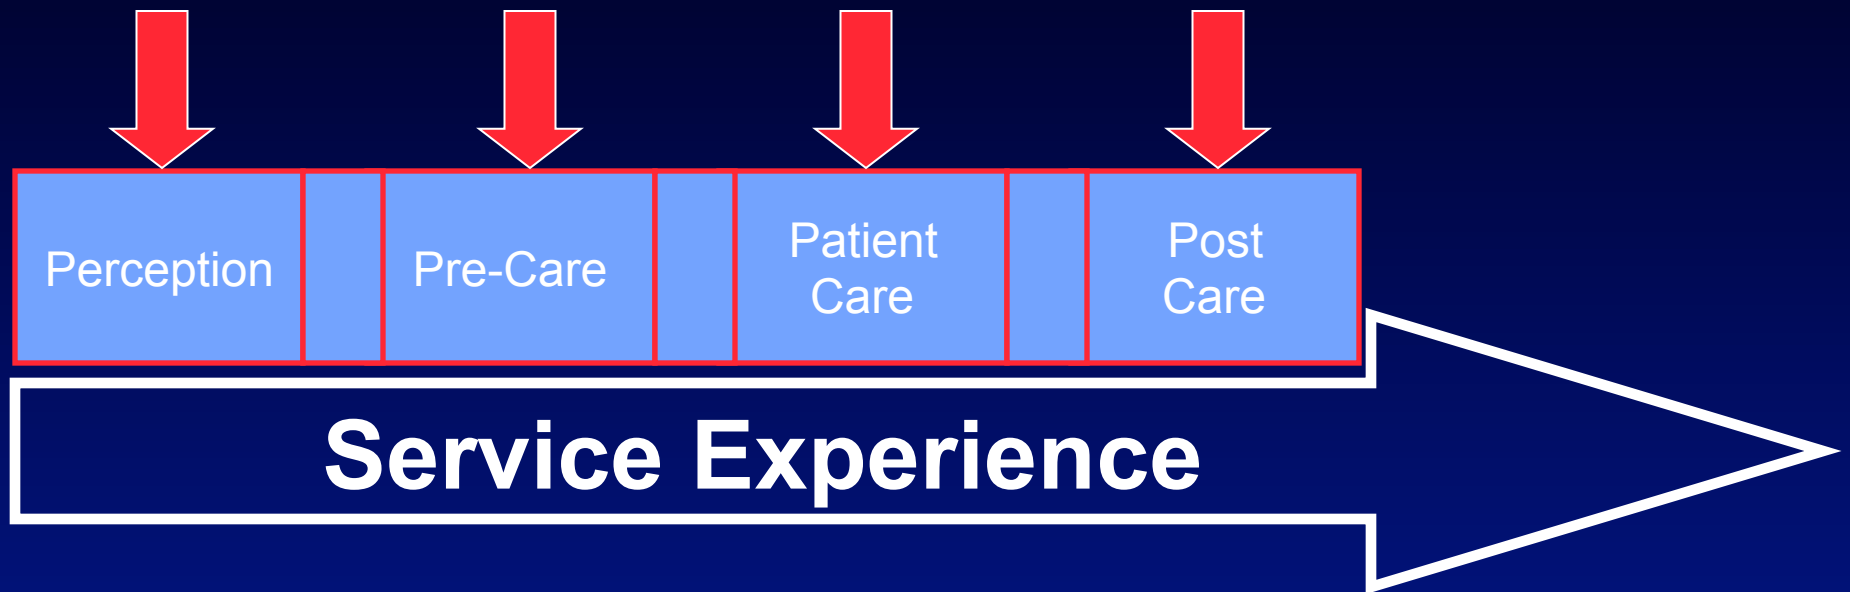 Perception
Pre-Care
Patient
Care
Post
Care
Service Experience